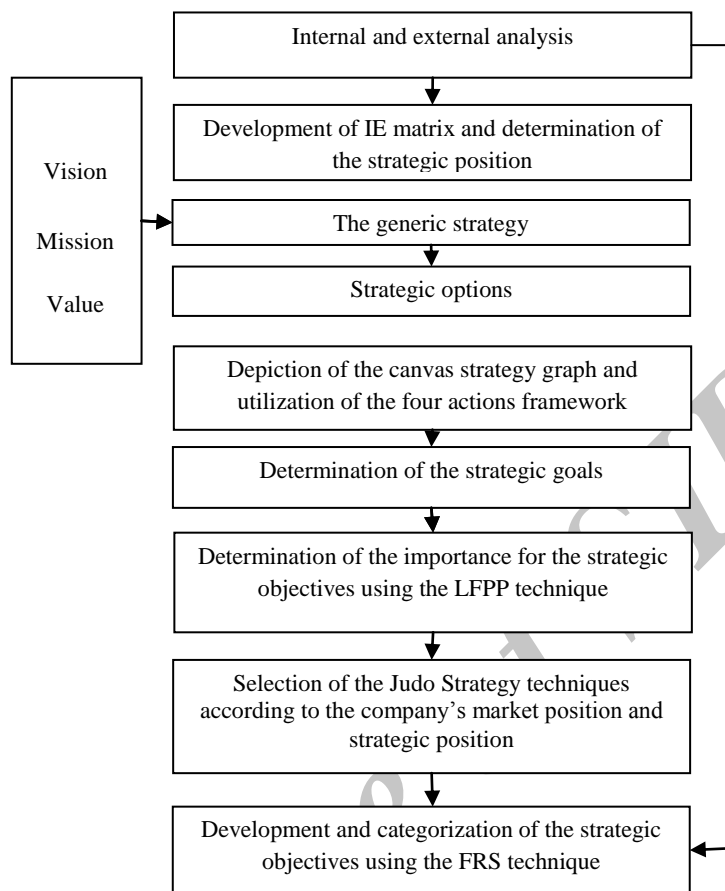 Internal and external analysis
Development of IE matrix and determination of
the strategic position
Vision
Mission
Value
The generic strategy
Strategic options
Depiction of the canvas strategy graph and
utilization of the four actions framework
Determination of the strategic goals
Determination of the importance for the strategic
objectives using the LFPP technique
Selection of the Judo Strategy techniques
according to the company's market position and
strategic position
Development and categorization of the strategic
objectives using the FRS technique